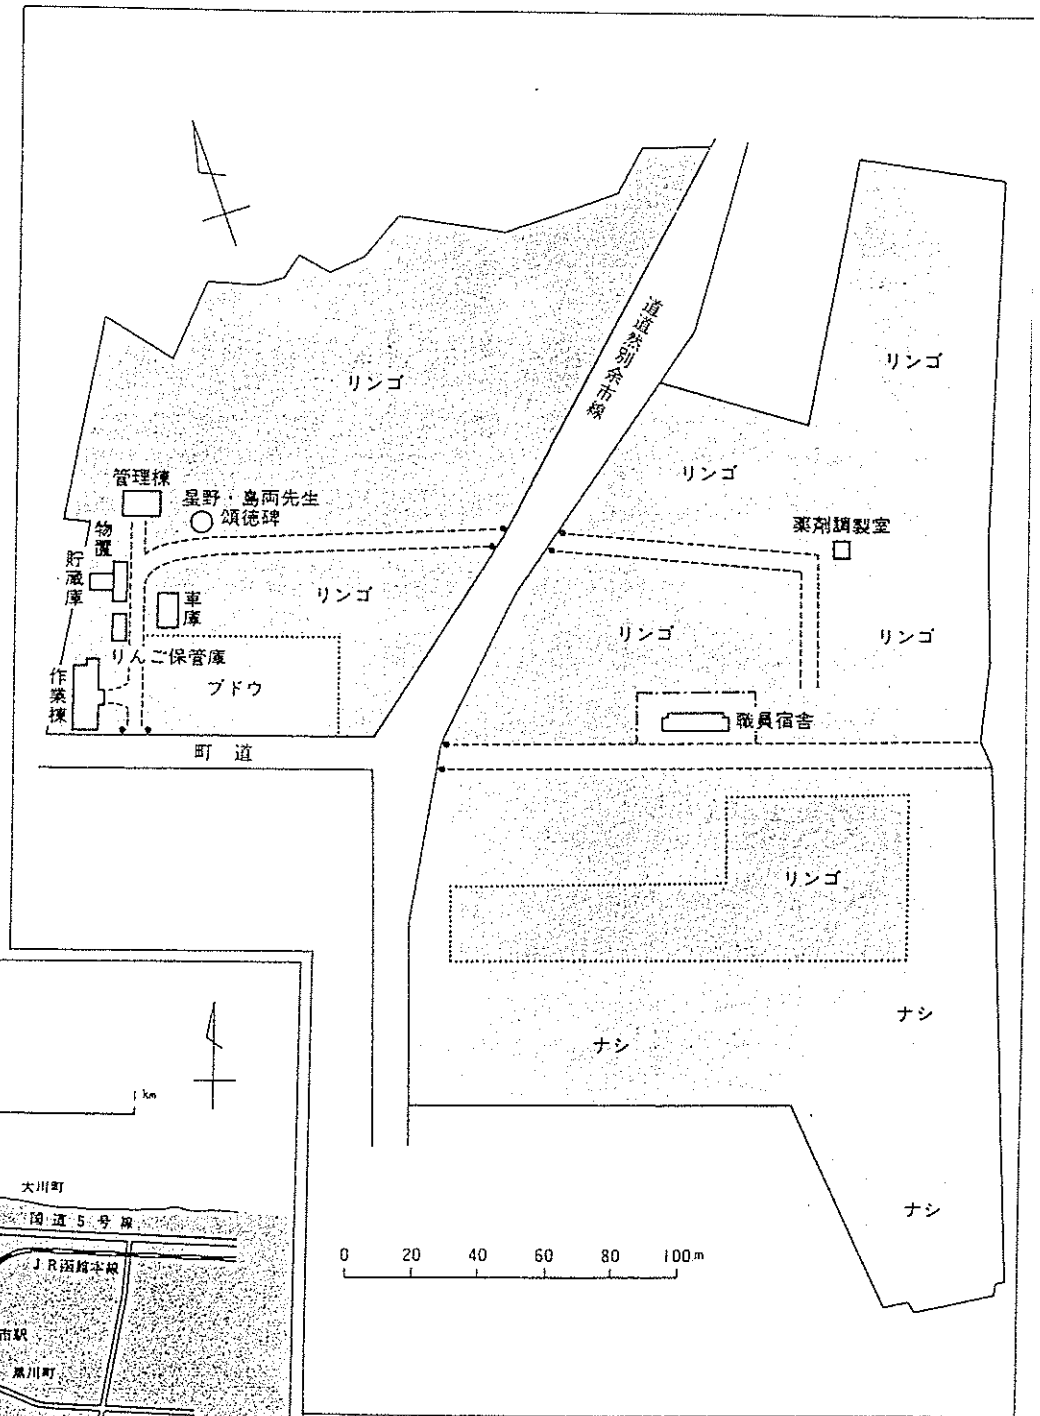 道道然別余市線
リンゴ
リンゴ
リンゴ
管理棟
星野・島両先生
頌徳碑
薬剤調製室
物置
貯蔵庫
車庫
リンゴ
リンゴ
リンゴ
りんご保管庫
作業棟
ブドウ
職員宿舎
町道
リンゴ
ナシ
ナシ
ナシ
km
0 20 40 60 80 100m
大川町
国道5号線
JR函館本線
市駅
黒川町